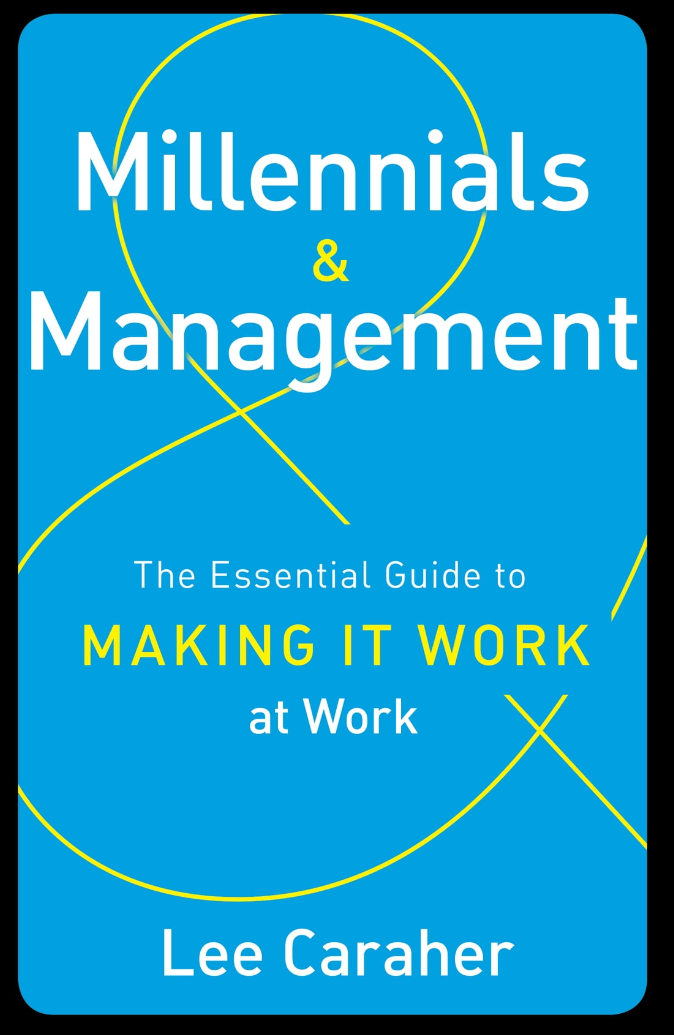 Millennials
&
Management
The Essential Guide to
MAKING IT WORK
at Work
Lee Caraher